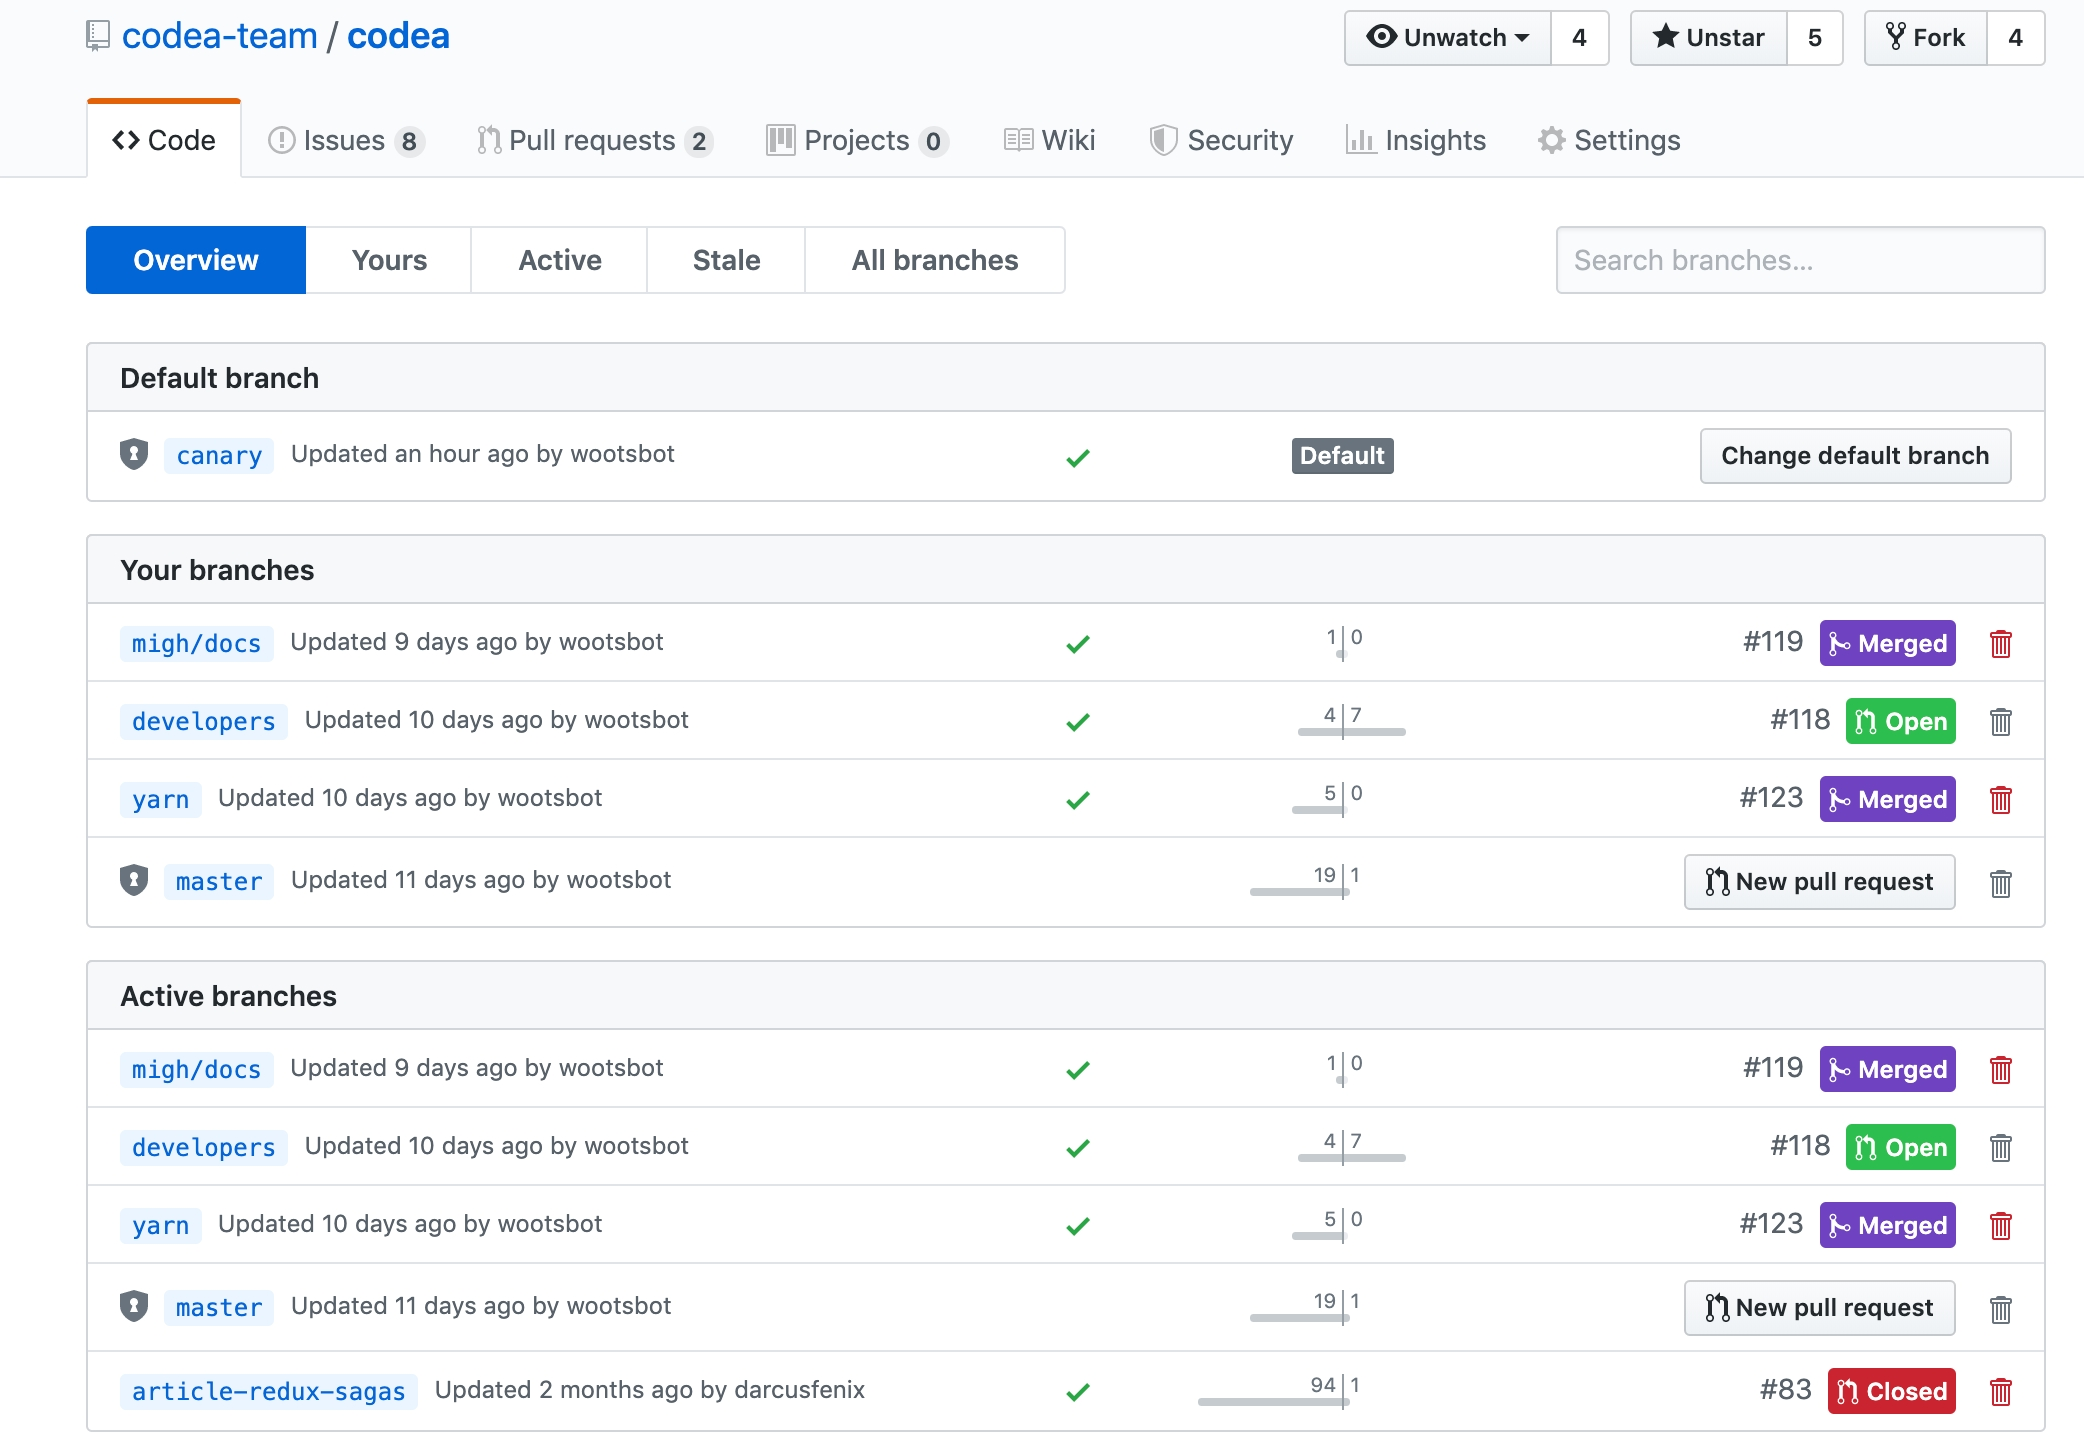 codea-team / codea
Unwatch 4 Unstar 5 Fork 4
Code Issues 8 Pull requests 2 Projects 0 Wiki Security Insights Settings
Overview Yours Active Stale All branches Search branches...
Default branch
canary Updated an hour ago by wootsbot Default Change default branch
Your branches
migh/docs Updated 9 days ago by wootsbot 1 0 #119 Merged
developers Updated 10 days ago by wootsbot 4 7 #118 Open
yarn Updated 10 days ago by wootsbot 5 0 #123 Merged
master Updated 11 days ago by wootsbot 19 1 New pull request
Active branches
migh/docs Updated 9 days ago by wootsbot 1 0 #119 Merged
developers Updated 10 days ago by wootsbot 4 7 #118 Open
yarn Updated 10 days ago by wootsbot 5 0 #123 Merged
master Updated 11 days ago by wootsbot 19 1 New pull request
article-redux-sagas Updated 2 months ago by darcusfenix 94 1 #83 Closed